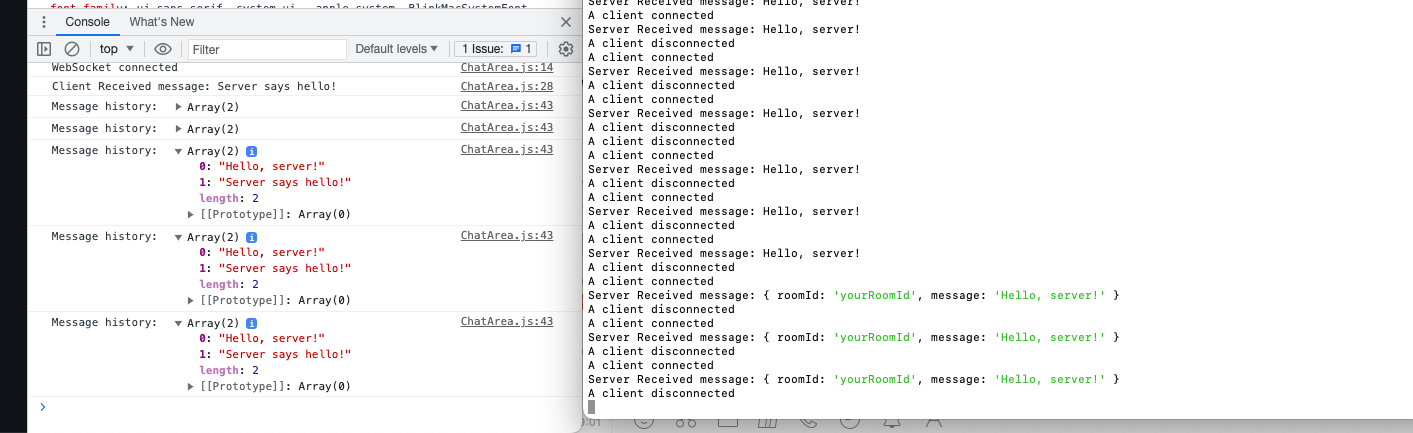 font-family: ui-sans-serif, system-ui, -apple-system, BlinkMacSystemFont,
Console What's New
top Filter Default levels 1 Issue: 1
WebSocket connected ChatArea.js:14
Client Received message: Server says hello! ChatArea.js:28
Message history: Array(2) ChatArea.js:43
Message history: Array(2) ChatArea.js:43
Message history: Array(2) i ChatArea.js:43
0: "Hello, server!"
1: "Server says hello!"
length: 2
[[Prototype]]: Array(0)
Message history: Array(2) i ChatArea.js:43
0: "Hello, server!"
1: "Server says hello!"
length: 2
[[Prototype]]: Array(0)
Message history: Array(2) i ChatArea.js:43
0: "Hello, server!"
1: "Server says hello!"
length: 2
[[Prototype]]: Array(0)
Server Received message: Hello, server!
A client connected
Server Received message: Hello, server!
A client disconnected
A client connected
Server Received message: Hello, server!
A client disconnected
A client connected
Server Received message: Hello, server!
A client disconnected
A client disconnected
A client connected
Server Received message: Hello, server!
A client disconnected
A client connected
Server Received message: Hello, server!
A client disconnected
A client connected
Server Received message: Hello, server!
A client disconnected
A client connected
Server Received message: { roomId: 'yourRoomId', message: 'Hello, server!' }
A client disconnected
A client connected
Server Received message: { roomId: 'yourRoomId', message: 'Hello, server!' }
A client disconnected
A client connected
Server Received message: { roomId: 'yourRoomId', message: 'Hello, server!' }
A client disconnected